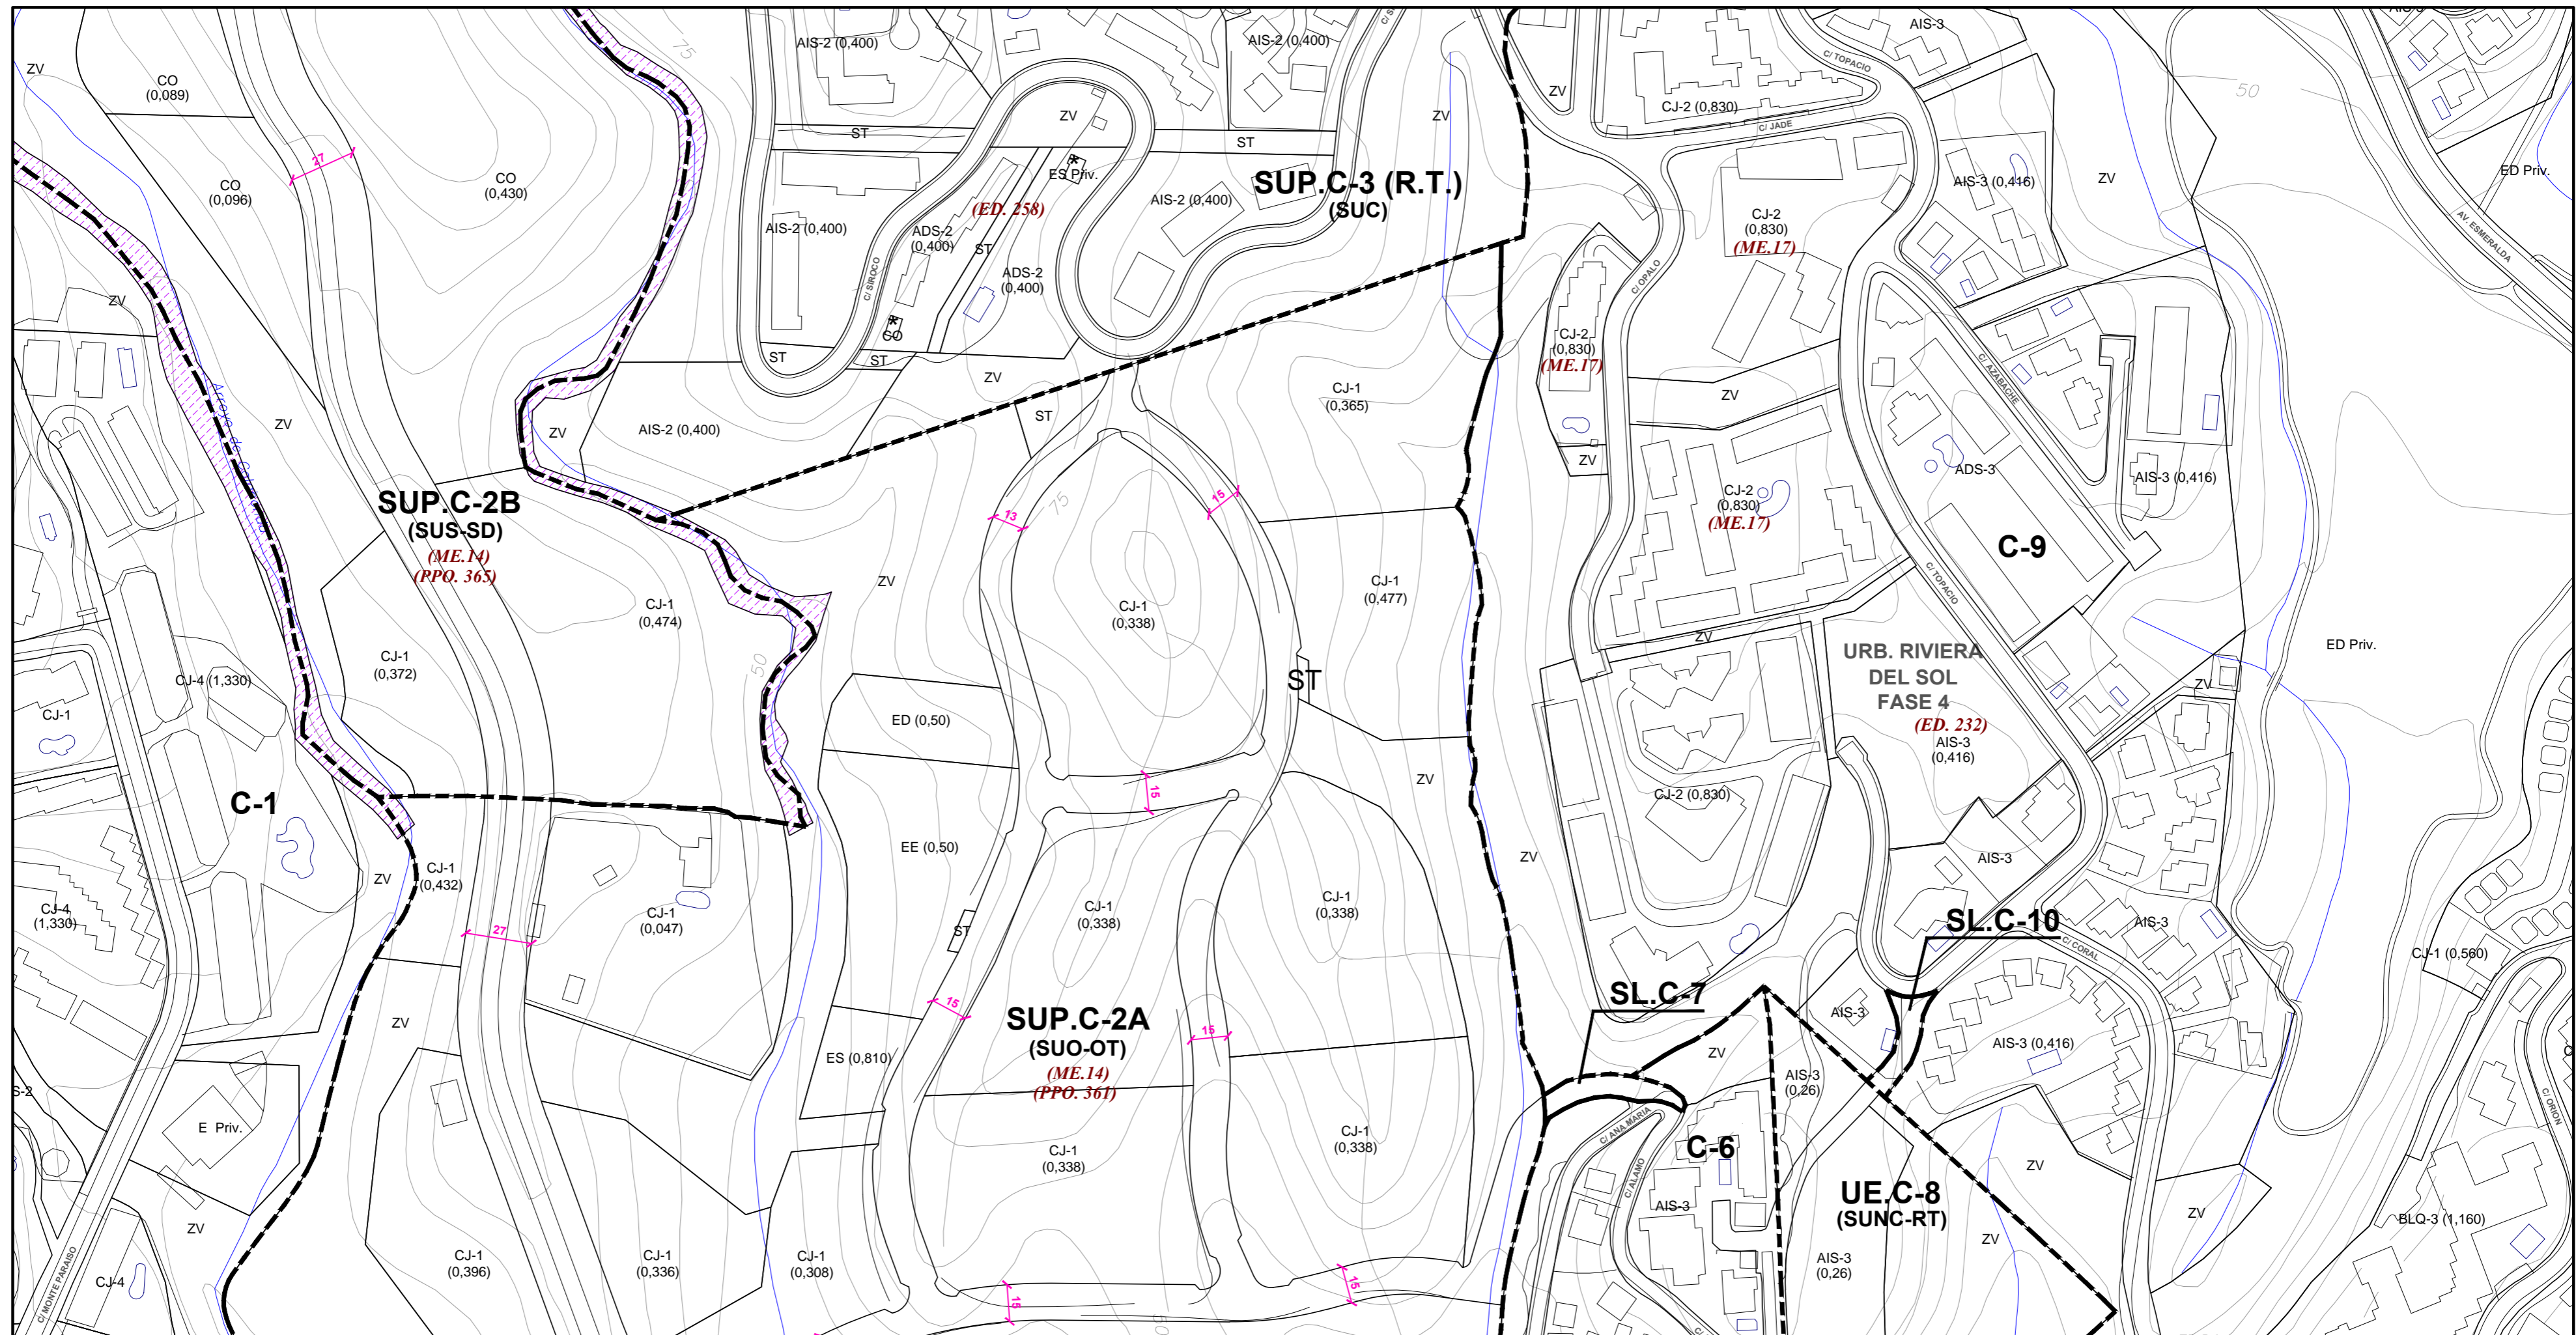 ZV
CO
(0,089)
75
AIS-2 (0,400)
AIS-2 (0,400)
ZV
ZV
C/ TOPACIO
AIS-3
50
27
CO
(0,096)
CO
(0,430)
ST
ZV
ST
ES Priv.
*
CJ-2 (0,830)
C/ JADE
ED Priv.
AV. ESMERALDA
AIS-2 (0,400)
(ED. 258)
ADS-2
(0,400)
ST
ADS-2
(0,400)
AIS-2 (0,400)
SUP.C-3 (R.T.)
(SUC)
CJ-2
(0,830)
(ME.17)
AIS-3 (0,416)
ZV
ZV
C/ SIROCO
*
CO
ST
ST
C/ OPALO
CJ-2
(0,830)
(ME.17)
ZV
C/ AZABACHE
ZV
ZV
AIS-2 (0,400)
ZV
ST
CJ-1
(0,365)
ZV
ADS-3
AIS-3 (0,416)
SUP.C-2B
(SUS-SD)
(ME.14)
(PPO. 365)
13
75
15
CJ-2
(0,830)
(ME.17)
C-9
C/ TOPACIO
CJ-1
(0,474)
ZV
CJ-1
(0,338)
CJ-1
(0,477)
ZV
CJ-1
(0,372)
50
CJ-4 (1,330)
CJ-1
ED (0,50)
ST
URB. RIVIERA
DEL SOL
FASE 4
(ED. 232)
AIS-3
(0,416)
ZV
ED Priv.
C-1
15
ZV
CJ-2 (0,830)
EE (0,50)
ZV
CJ-1
(0,432)
ZV
CJ-4
(1,330)
27
CJ-1
(0,047)
ST
CJ-1
(0,338)
CJ-1
(0,338)
AIS-3
SL.C-10
AIS-3
C/ CORAL
CJ-1 (0,560)
ZV
15
SUP.C-2A
(SUO-OT)
(ME.14)
(PPO. 361)
15
SL.C-7
AIS-3
ZV
AIS-3 (0,416)
ES (0,810)
AIS-3
(0,26)
E Priv.
CJ-1
(0,338)
CJ-1
(0,338)
C/ ANA MARIA
C-6
C/ ALAMO
AIS-3
UE.C-8
(SUNC-RT)
ZV
ZV
C/ ORION
ZV
ZV
BLQ-3 (1,160)
C/ MONTE PARAISO
CJ-4
CJ-1
(0,396)
CJ-1
(0,336)
CJ-1
(0,308)
15
15
50
AIS-3
(0,26)